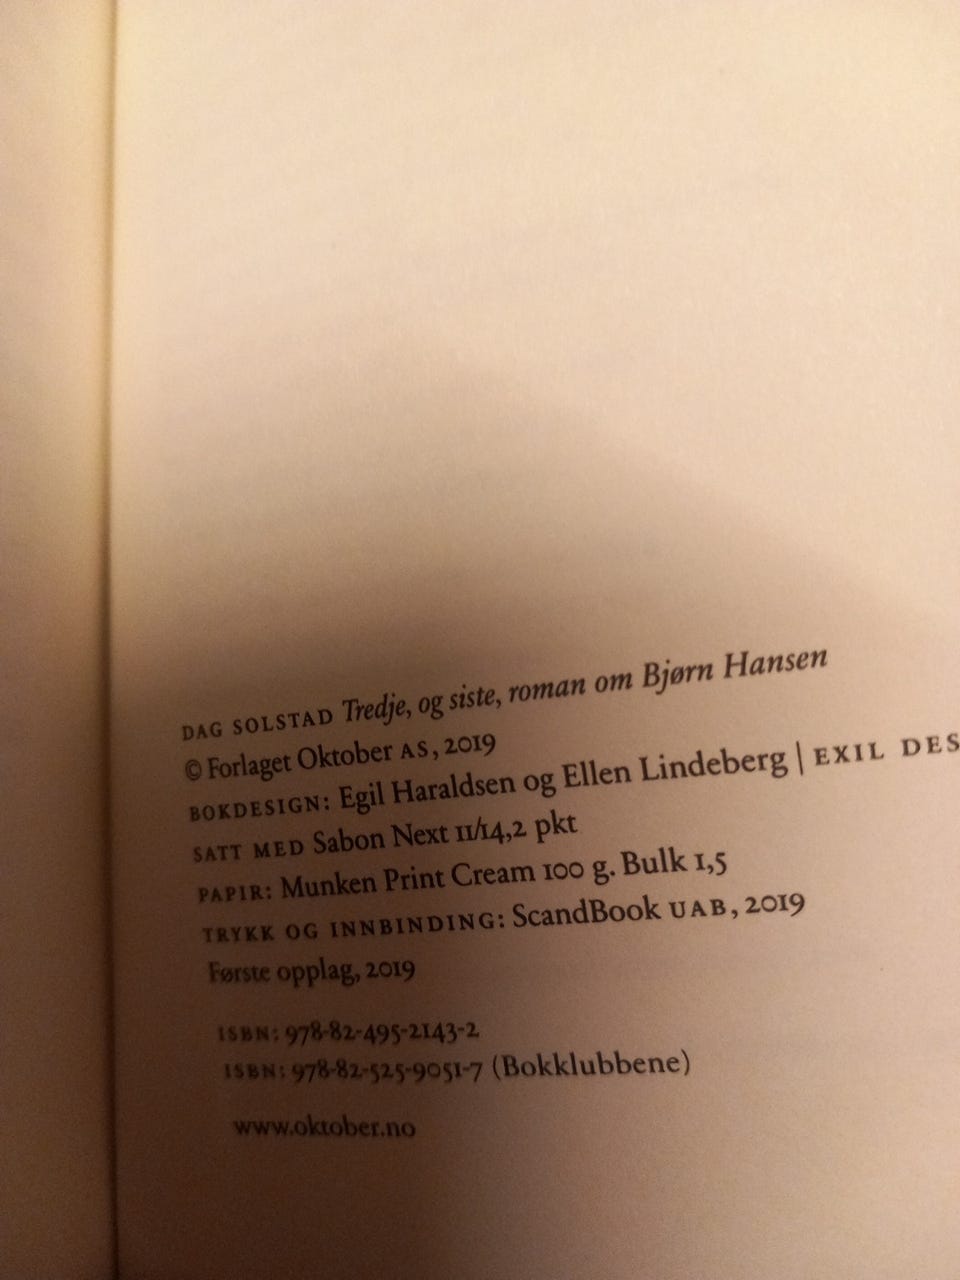 DAG SOLSTAD Tredje, og siste, roman om Bjørn Hansen
© Forlaget Oktober AS, 2019
BOKDESIGN: Egil Haraldsen og Ellen Lindeberg | EXIL DES
SATT MED Sabon Next 11/14,2 pkt
PAPIR: Munken Print Cream 100 g. Bulk 1,5
TRYKK OG INNBINDING: ScandBook UAB, 2019
Første opplag, 2019
ISBN: 978-82-495-2143-2
ISBN: 978-82-525-9051-7 (Bokklubbene)
www.oktober.no